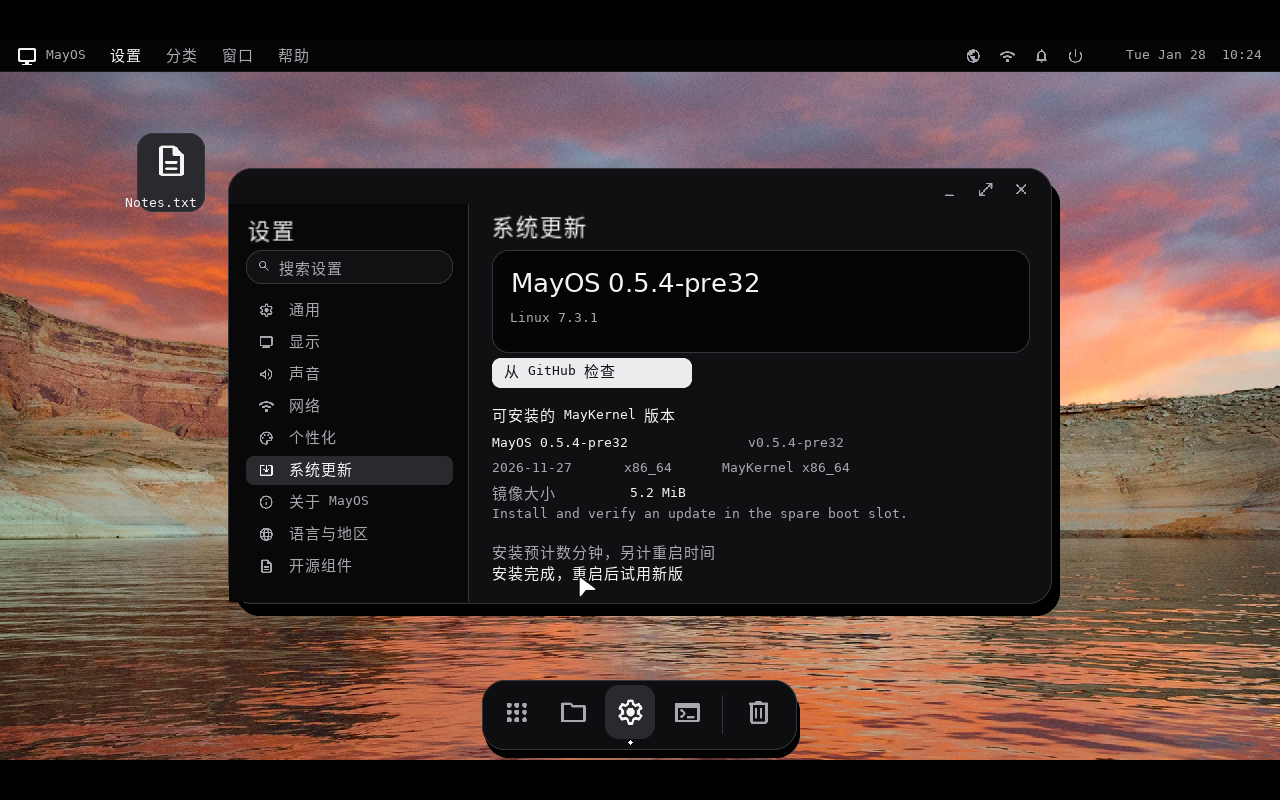 MayOS 设置 分类 窗口 帮助 Tue Jan 28 10:24
Notes.txt
设置
搜索设置
通用
显示
声音
网络
个性化
系统更新
关于 MayOS
语言与地区
开源组件
系统更新
MayOS 0.5.4-pre32
Linux 7.3.1
从 GitHub 检查
可安装的 MayKernel 版本
MayOS 0.5.4-pre32 v0.5.4-pre32
2026-11-27 x86_64 MayKernel x86_64
镜像大小 5.2 MiB
Install and verify an update in the spare boot slot.
安装预计数分钟，另计重启时间
安装完成，重启后试用新版